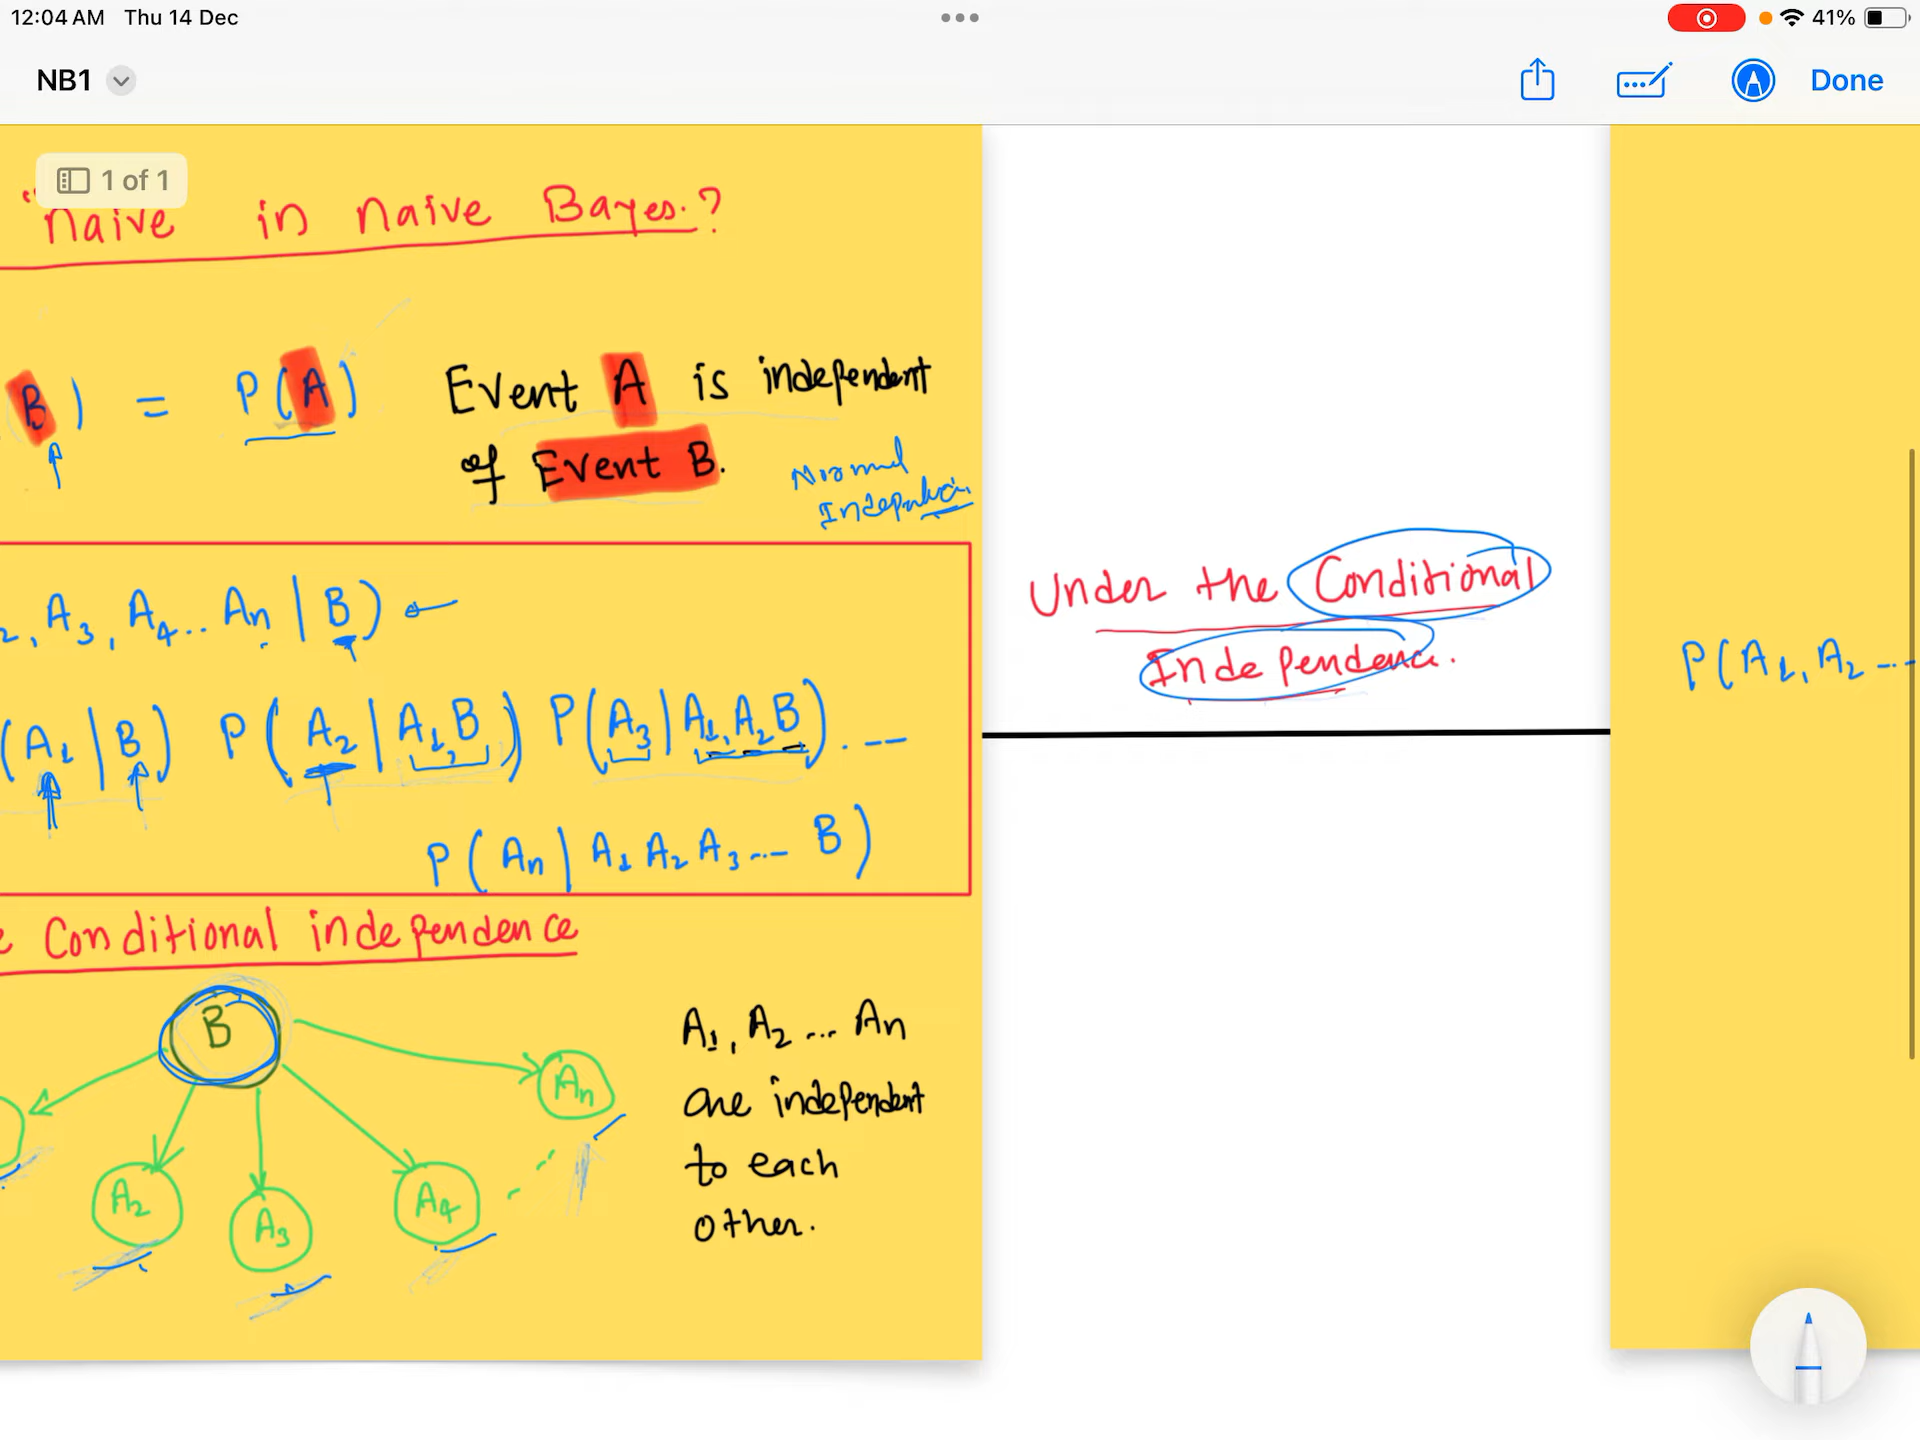 12:04 AM Thu 14 Dec
41%
NB1
Done
1 of 1
"naive in naive Bayes.?
B) = P(A) Event A is independent
of Event B.
Normal
Under the Conditional
Independence.
2, A3, A4.. An | B) ←
(A1 | B) P(A2 | A1, B) P(A3 | A1, A2 B). ---
P(An | A1 A2 A3 ... B)
P(A1, A2 ---
e Conditional independence
B
An
A2
A3
A4
A1, A2 ... An
are independent
to each
other.